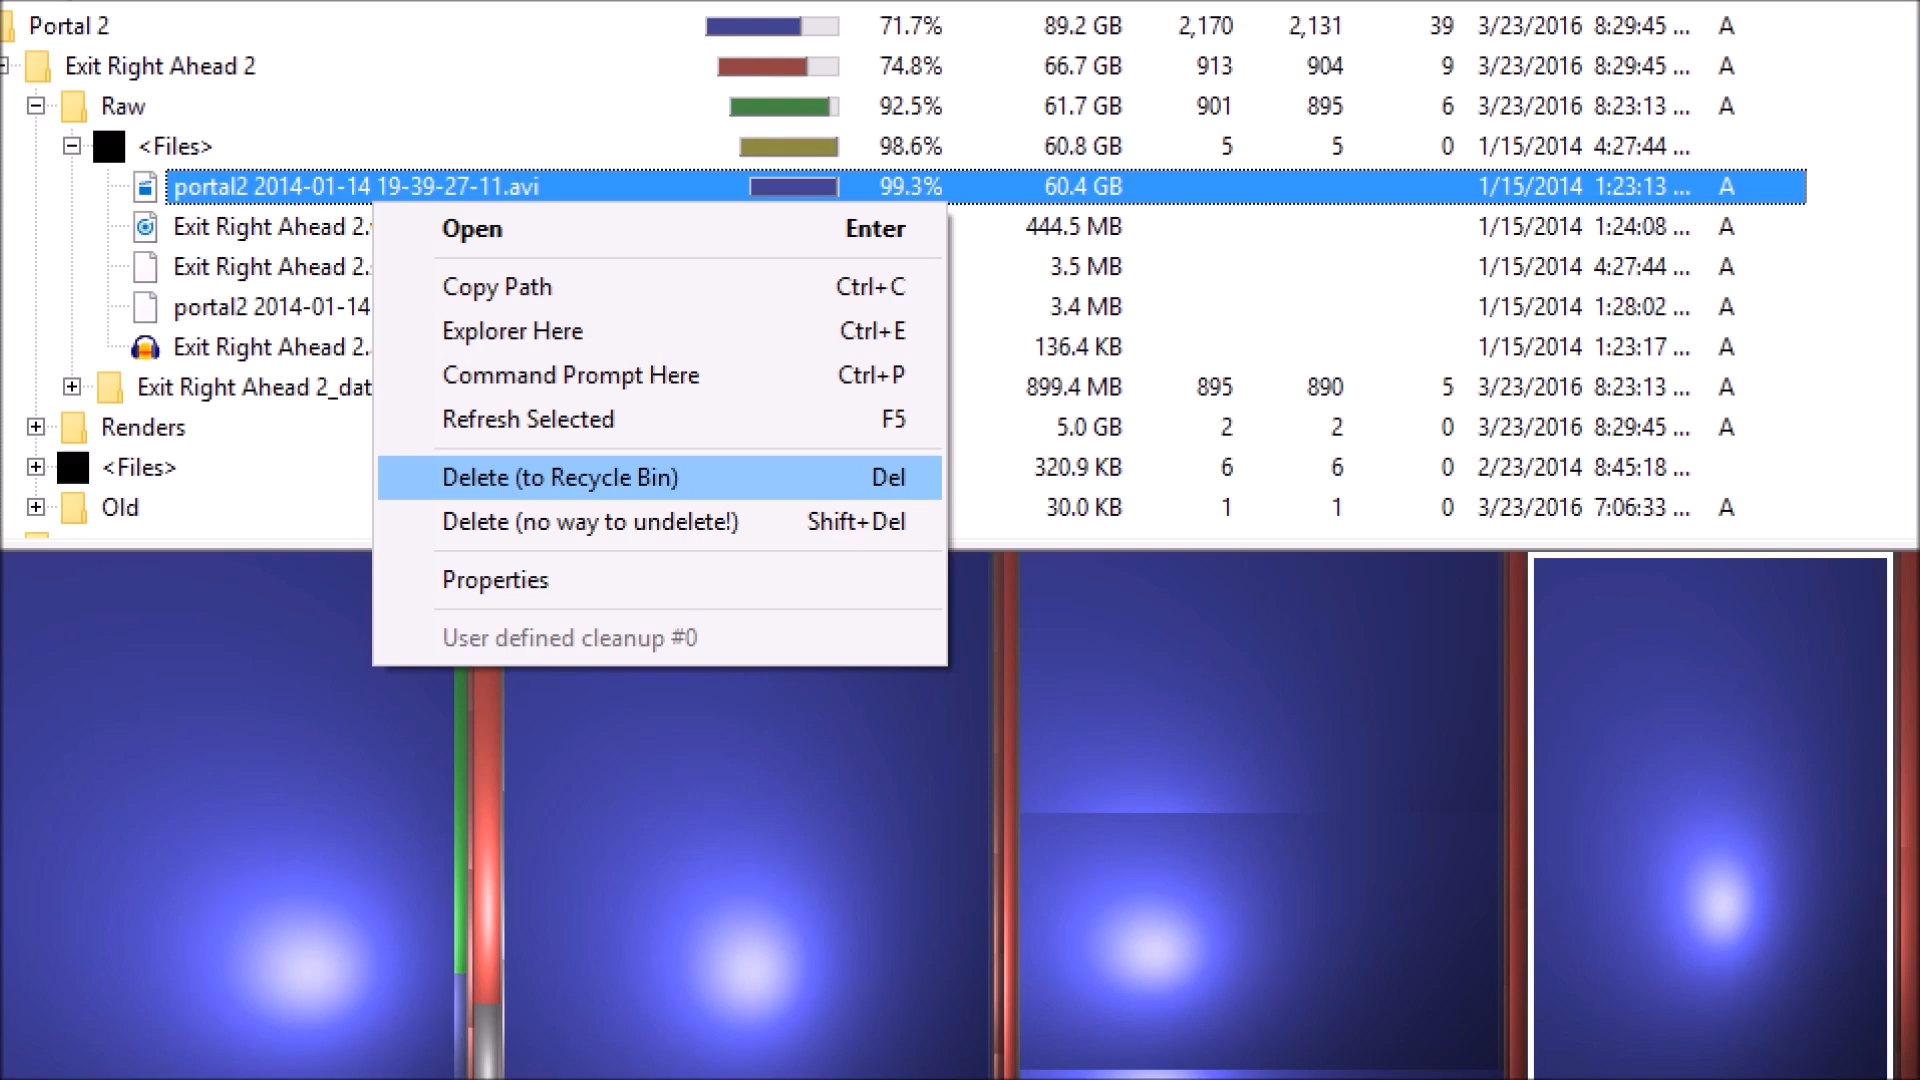 Portal 2 71.7% 89.2 GB 2,170 2,131 39 3/23/2016 8:29:45 ... A
Exit Right Ahead 2 74.8% 66.7 GB 913 904 9 3/23/2016 8:29:45 ... A
Raw 92.5% 61.7 GB 901 895 6 3/23/2016 8:23:13 ... A
<Files> 98.6% 60.8 GB 5 5 0 1/15/2014 4:27:44 ...
portal2 2014-01-14 19-39-27-11.avi 99.3% 60.4 GB 1/15/2014 1:23:13 ... A
Exit Right Ahead 2. 444.5 MB 1/15/2014 1:24:08 ... A
Exit Right Ahead 2. 3.5 MB 1/15/2014 4:27:44 ... A
portal2 2014-01-14 3.4 MB 1/15/2014 1:28:02 ... A
Exit Right Ahead 2. 136.4 KB 1/15/2014 1:23:17 ... A
Exit Right Ahead 2_dat 899.4 MB 895 890 5 3/23/2016 8:23:13 ... A
Renders 5.0 GB 2 2 0 3/23/2016 8:29:45 ... A
<Files> 320.9 KB 6 6 0 2/23/2014 8:45:18 ...
Old 30.0 KB 1 1 0 3/23/2016 7:06:33 ... A
Open Enter
Copy Path Ctrl+C
Explorer Here Ctrl+E
Command Prompt Here Ctrl+P
Refresh Selected F5
Delete (to Recycle Bin) Del
Delete (no way to undelete!) Shift+Del
Properties
User defined cleanup #0